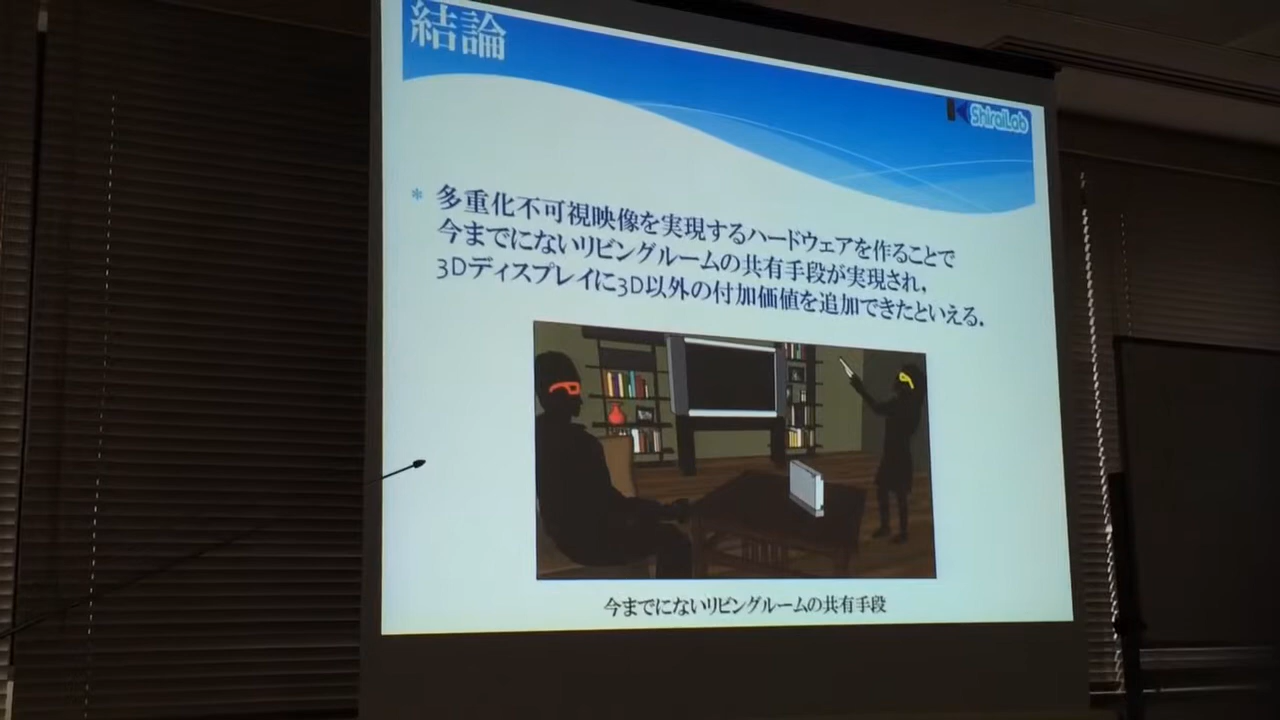 結論
ShiraiLab
* 多重化不可視映像を実現するハードウェアを作ることで
今までにないリビングルームの共有手段が実現され,
3Dディスプレイに3D以外の付加価値を追加できたといえる.
今までにないリビングルームの共有手段